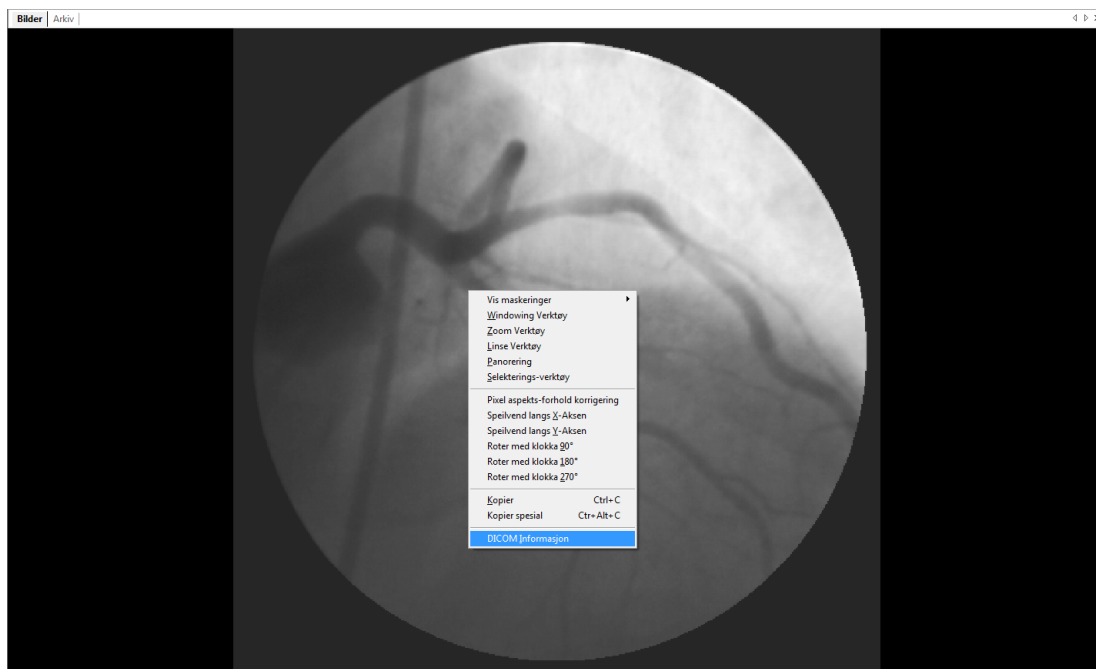 Bilder Arkiv
Vis maskeringer
Windowing Verktøy
Zoom Verktøy
Linse Verktøy
Panorering
Selekterings-verktøy
Pixel aspekts-forhold korrigering
Speilvend langs X-Aksen
Speilvend langs Y-Aksen
Roter med klokka 90°
Roter med klokka 180°
Roter med klokka 270°
Kopier Ctrl+C
Kopier spesial Ctr+Alt+C
DICOM Informasjon